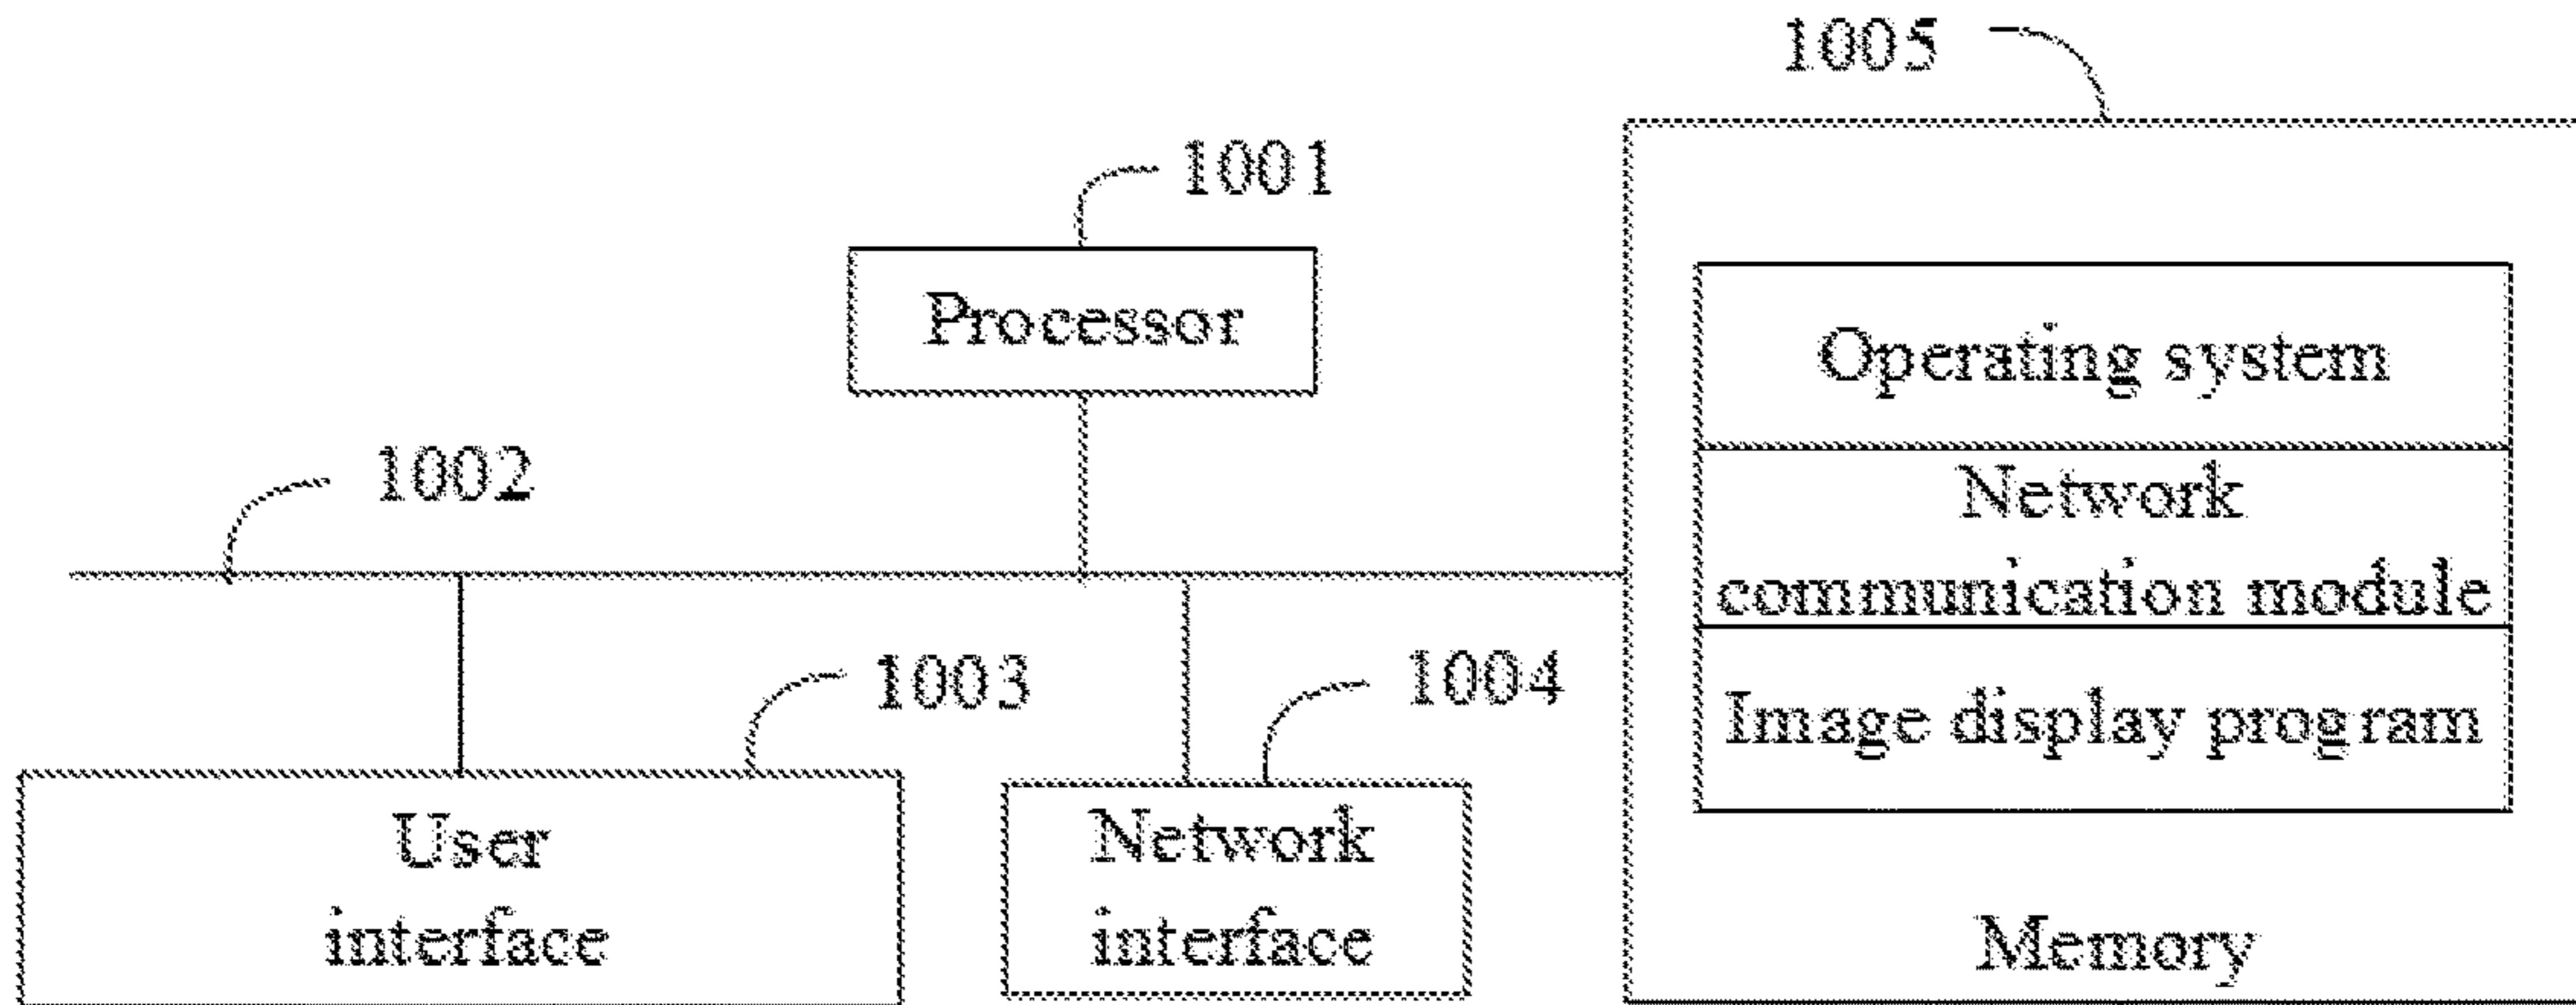 1005
1001
Processor
Operating system
1002
Network
communication module
1003
1004
Image display program
User
interface
Network
interface
Memory